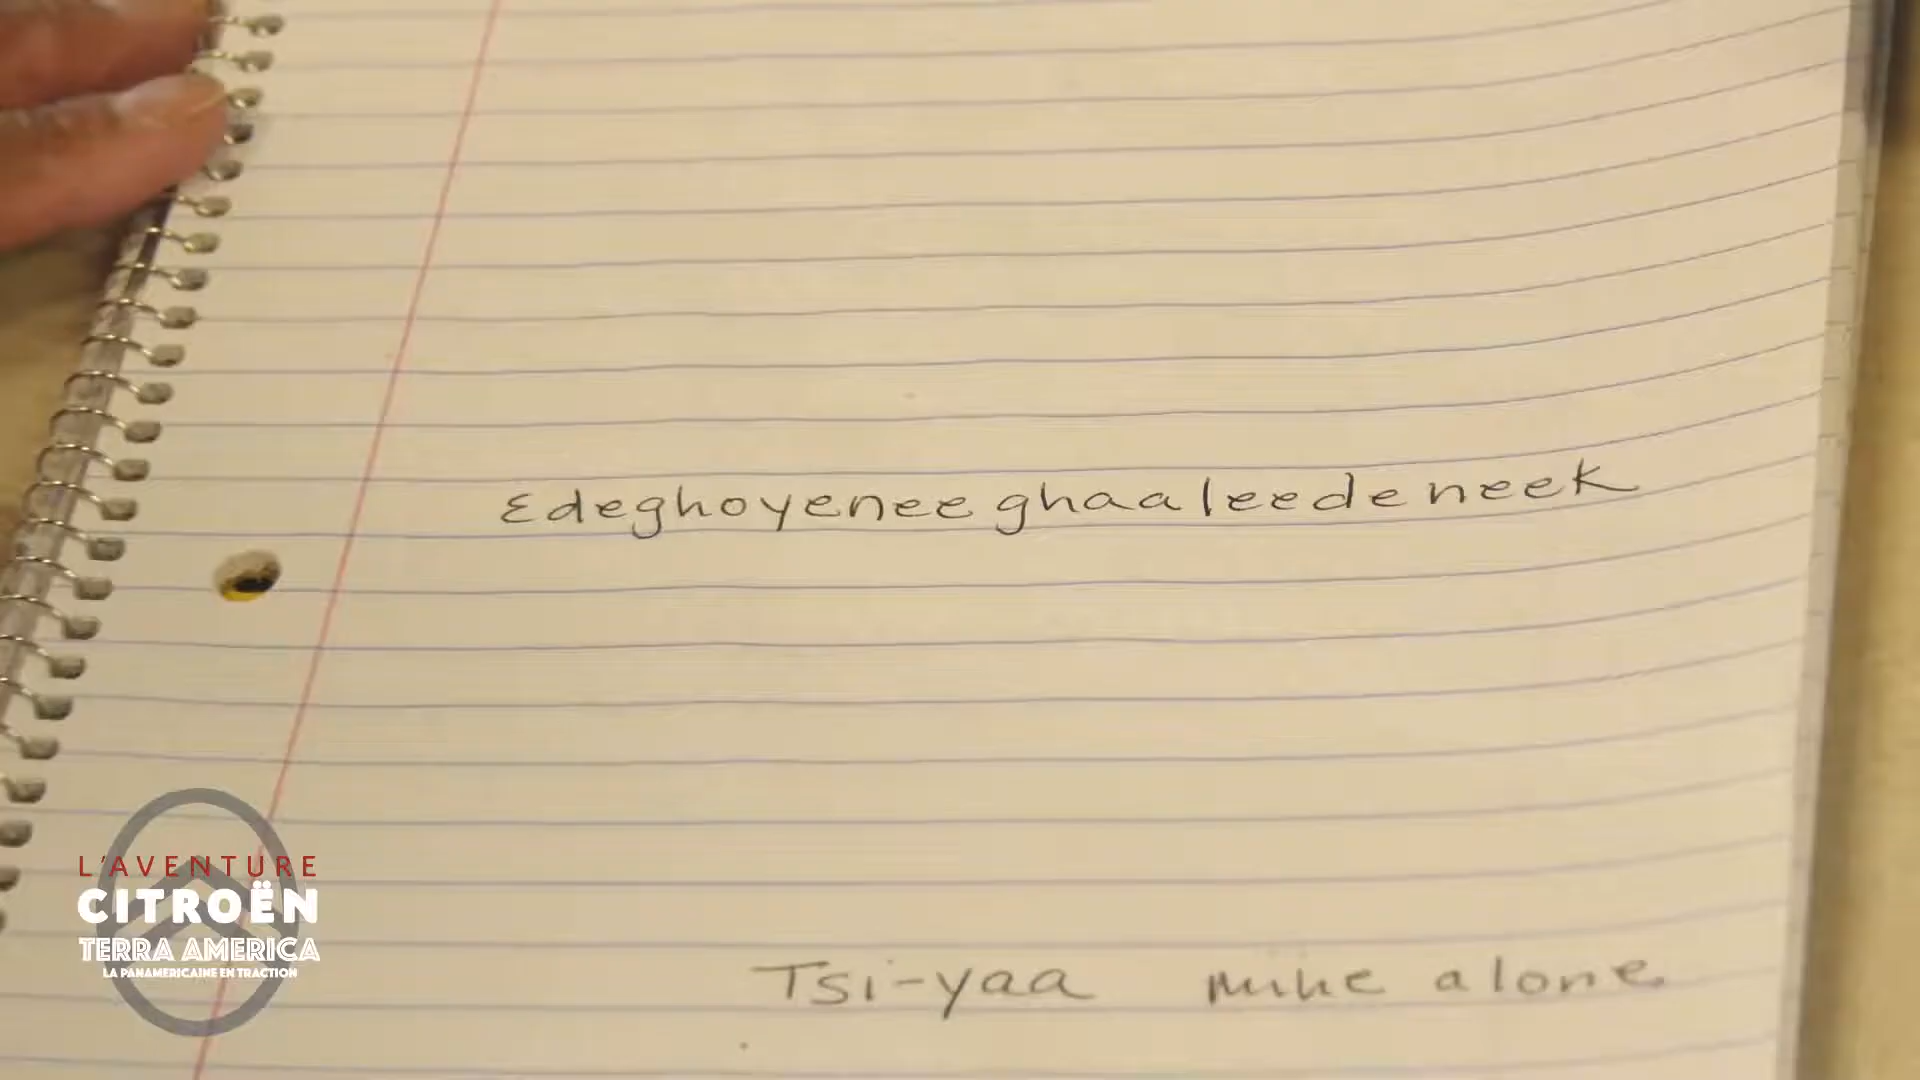 Edeghoyeneeghaaleedeneek
Tsi-yaa mike alone
L'AVENTURE
CITROËN
TERRA AMERICA
LA PANAMERICAINE EN TRACTION